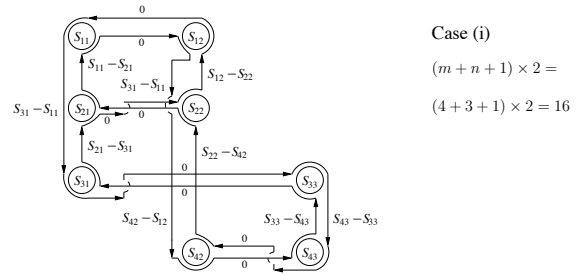 0
S11 0 S12
Case (i)
S11 − S21
S31 − S11
S12 − S22
(m + n + 1) × 2 =
S31 − S11
S21 0 0 S22
(4 + 3 + 1) × 2 = 16
S21 − S31
S22 − S42
0
S31 0 S33
S42 − S12
S33 − S43
S43 − S33
0
S42 0 S43